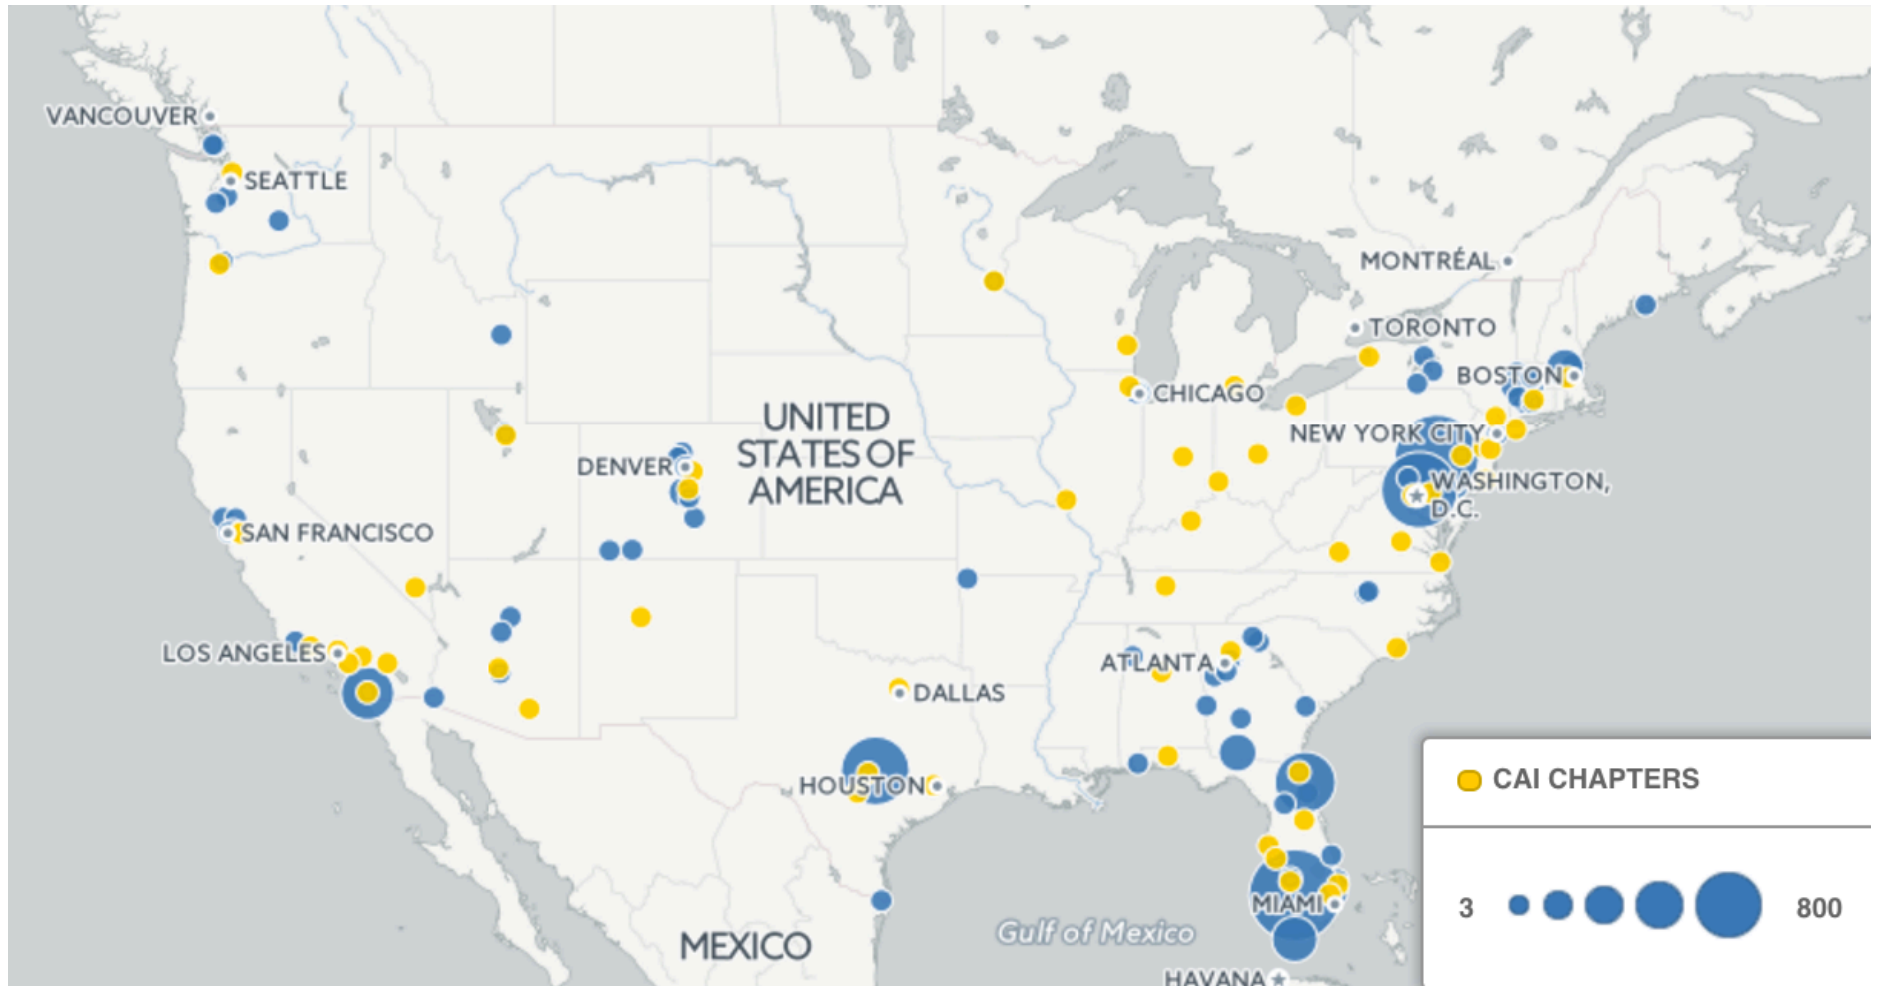 VANCOUVER
SEATTLE
MONTRÉAL
TORONTO
BOSTON
CHICAGO
UNITED
STATES OF
AMERICA
NEW YORK CITY
DENVER
WASHINGTON,
D.C.
SAN FRANCISCO
LOS ANGELES
ATLANTA
DALLAS
HOUSTON
CAI CHAPTERS
MIAMI
3
800
Gulf of Mexico
MEXICO
HAVANA